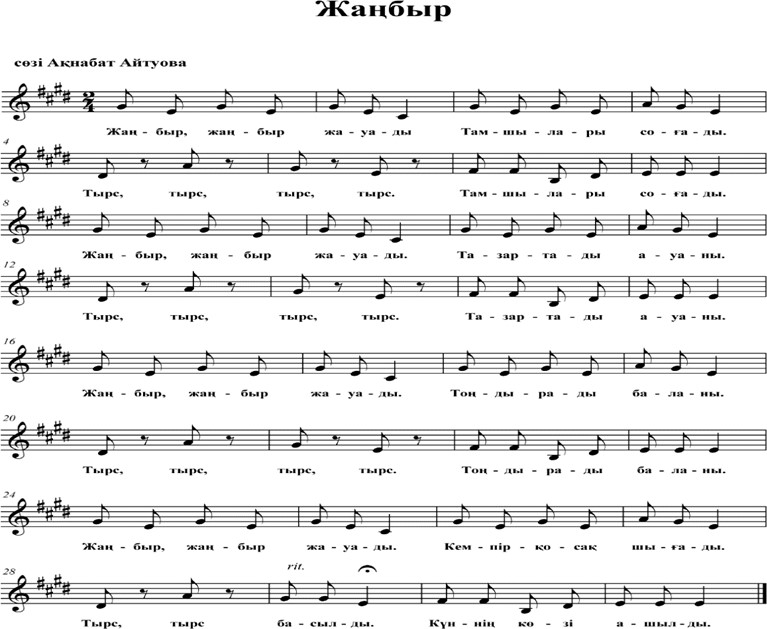 Жаңбыр
сөзі Ақнабат Айтуова
Жаң - быр, жаң - быр жа - уа - ды Там - шы - ла - ры со - ға - ды.
4
Тырс, тырс, тырс, тырс. Там - шы - ла - ры со - ға - ды.
8
Жаң - быр, жаң - быр жа - уа - ды. Та - зар - та - ды а - уа - ны.
12
Тырс, тырс, тырс, тырс. Та - зар - та - ды а - уа - ны.
16
Жаң - быр, жаң - быр жа - уа - ды. Тоң - ды - ра - ды ба - ла - ны.
20
Тырс, тырс, тырс, тырс. Тоң - ды - ра - ды ба - ла - ны.
24
Жаң - быр, жаң - быр жа - уа - ды. Кем - пір - қо - сақ шы - ға - ды.
28
rit.
Тырс, тырс ба - сыл - ды. Күн - нің кө - зі а - шыл - ды.